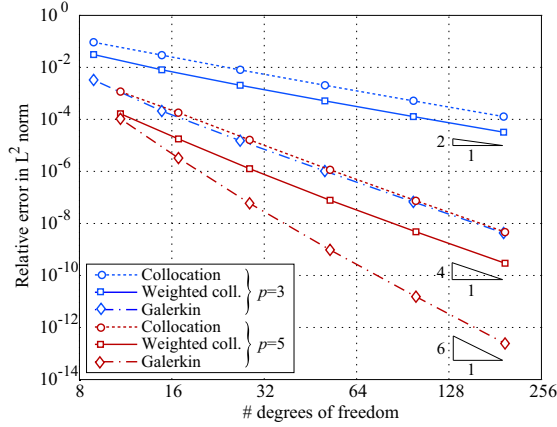 10^0
10^-2
10^-4
10^-6
10^-8
10^-10
10^-12
10^-14
Relative error in L^2 norm
2
1
4
1
6
1
Collocation
Weighted coll. p=3
Galerkin
Collocation
Weighted coll. p=5
Galerkin
8 16 32 64 128 256
# degrees of freedom